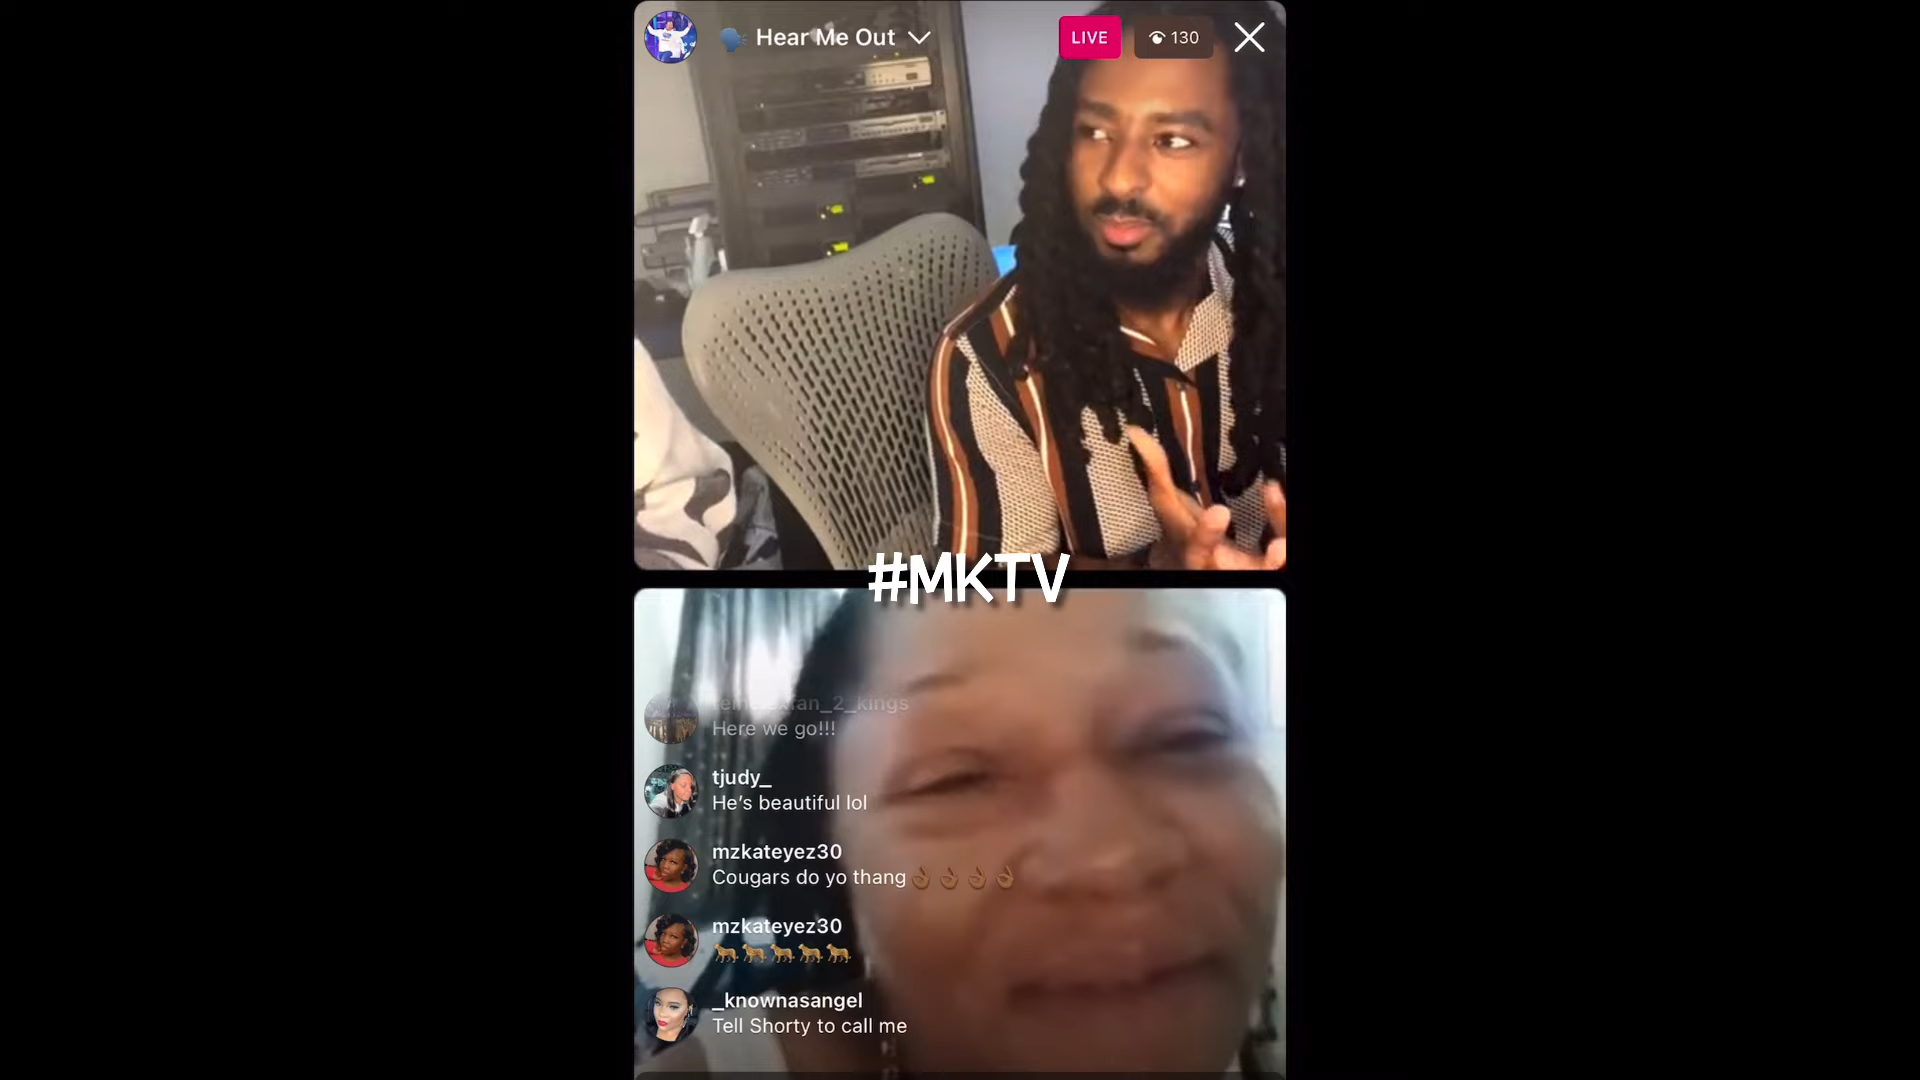 Hear Me Out
LIVE
130
#MKTV
Here we go!!!
tjudy_
He’s beautiful lol
mzkateyez30
Cougars do yo thang👌🏾👌🏾👌🏾👌🏾
mzkateyez30
🐆🐆🐆🐆🐆
_knownasangel
Tell Shorty to call me